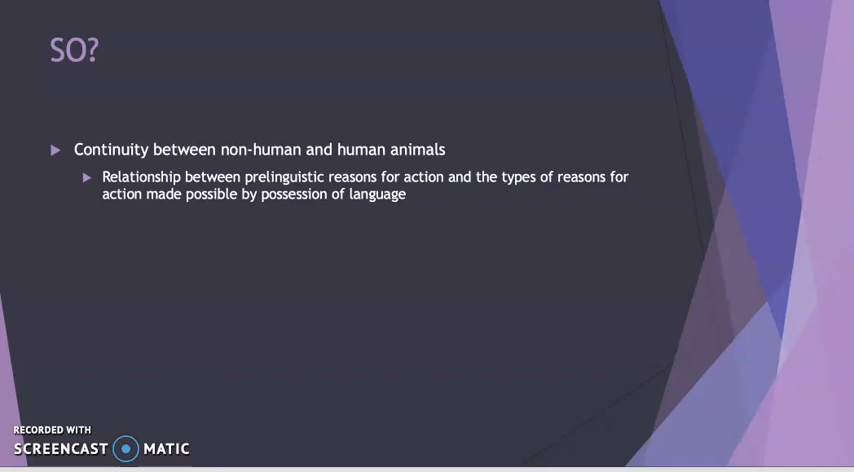 SO?
Continuity between non-human and human animals
Relationship between prelinguistic reasons for action and the types of reasons for
action made possible by possession of language
RECORDED WITH
SCREENCAST MATIC